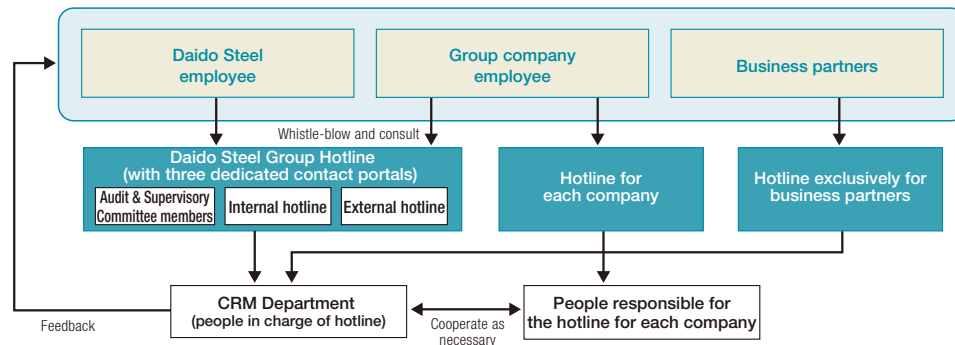 Daido Steel
employee
Group company
employee
Business partners
Whistle-blow and consult
Daido Steel Group Hotline
(with three dedicated contact portals)
Audit & Supervisory
Committee members
Internal hotline
External hotline
Hotline for
each company
Hotline exclusively for
business partners
CRM Department
(people in charge of hotline)
People responsible for
the hotline for each company
Feedback
Cooperate as
necessary